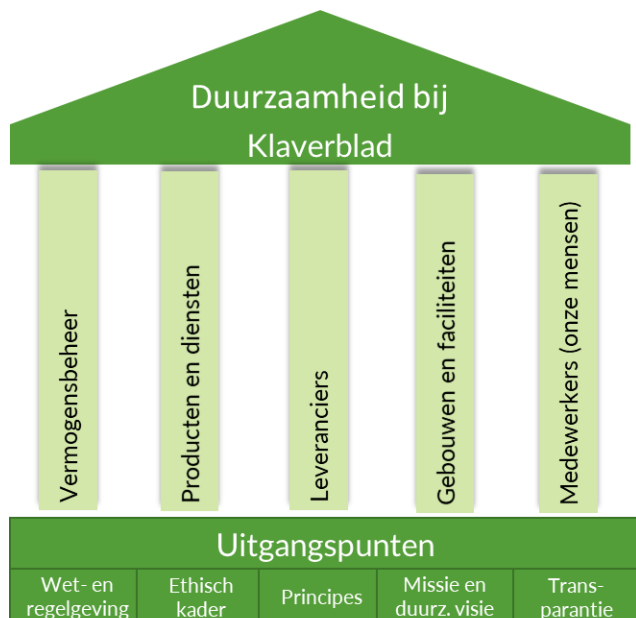 Duurzaamheid bij
Klaverblad
Vermogensbeheer
Producten en diensten
Leveranciers
Gebouwen en faciliteiten
Medewerkers (onze mensen)
Uitgangspunten
Wet- en
regelgeving
Ethisch
kader
Principes
Missie en
duurz. visie
Trans-
parantie